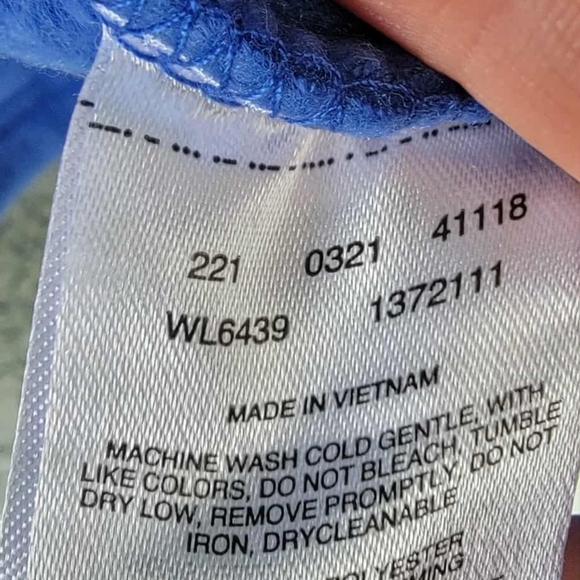 221 0321 41118
WL6439 1372111
MADE IN VIETNAM
MACHINE WASH COLD GENTLE, WITH
LIKE COLORS, DO NOT BLEACH, TUMBLE
DRY LOW, REMOVE PROMPTLY DO NOT
IRON, DRYCLEANABLE
POLYESTER